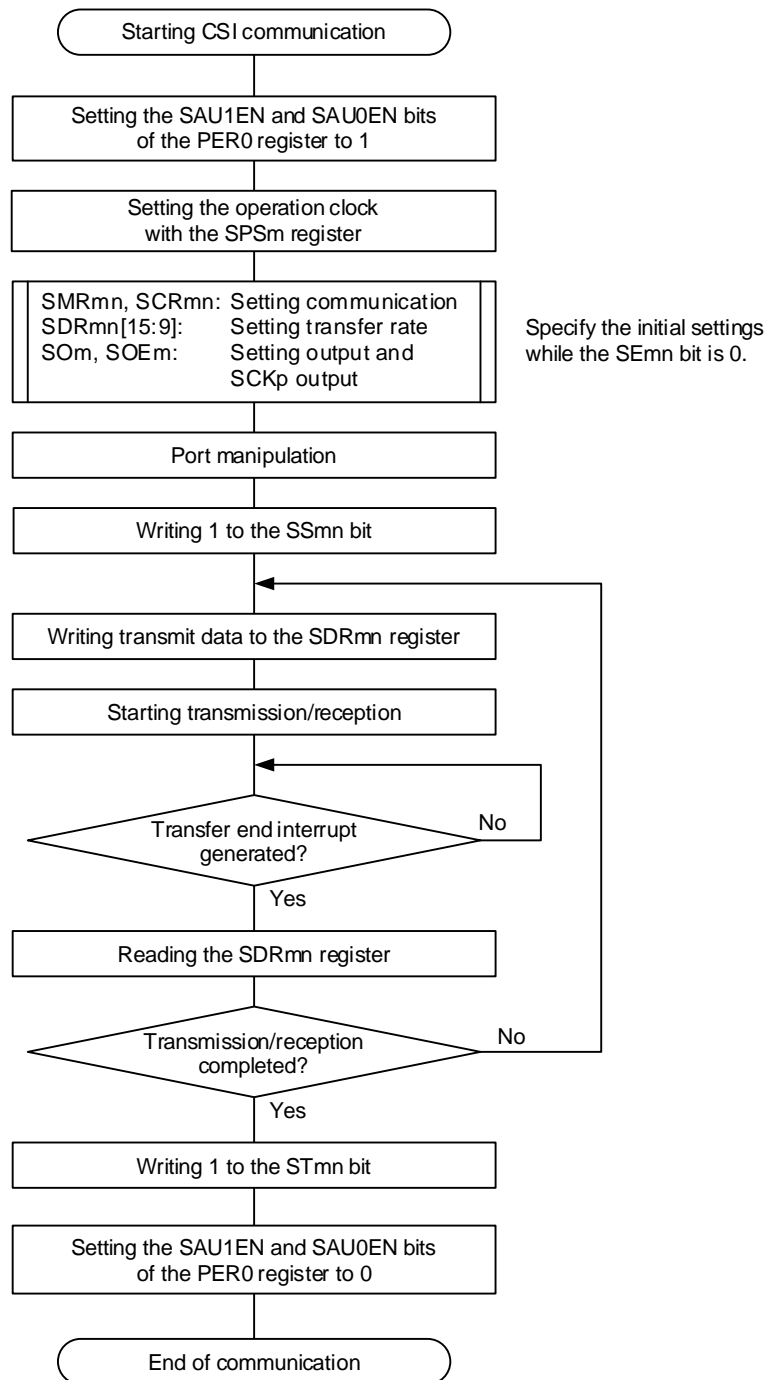 Starting CSI communication
Setting the SAU1EN and SAU0EN bits
of the PER0 register to 1
Setting the operation clock
with the SPSm register
SMRmn, SCRmn: Setting communication
SDRmn[15:9]: Setting transfer rate
SOm, SOEm: Setting output and
SCKp output
Specify the initial settings
while the SEmn bit is 0.
Port manipulation
Writing 1 to the SSmn bit
Writing transmit data to the SDRmn register
Starting transmission/reception
Transfer end interrupt
generated?
No
Yes
Reading the SDRmn register
Transmission/reception
completed?
No
Yes
Writing 1 to the STmn bit
Setting the SAU1EN and SAU0EN bits
of the PER0 register to 0
End of communication